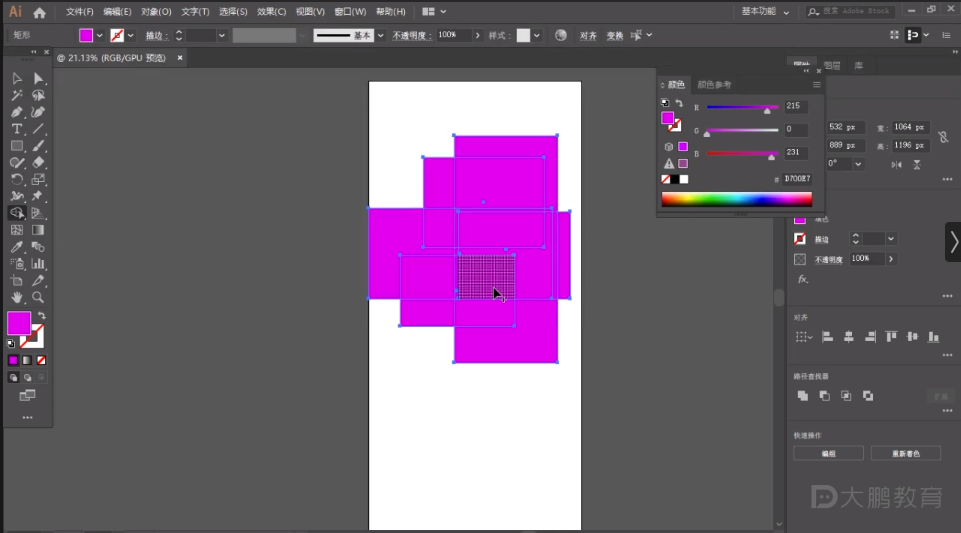 Ai 文件(F) 编辑(E) 对象(O) 文字(T) 选择(S) 效果(C) 视图(V) 窗口(W) 帮助(H) 基本功能 搜索 Adobe Stock
矩形 描边: 基本 不透明度: 100% 样式: 对齐 变换
@ 21.13% (RGB/GPU 预览) ×
属性 图层 库
颜色 颜色参考
R 215
G 0
B 231
# D700E7
532 px 宽: 1064 px
889 px 高: 1196 px
0°
填色
描边
不透明度 100%
fx.
对齐
路径查找器
扩展
快速操作
编组 重新着色
大鹏教育